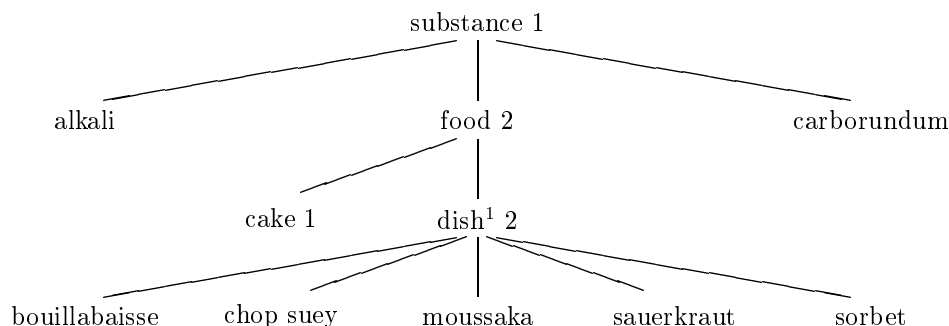 substance 1
alkali food 2 carborundum
cake 1 dish¹ 2
bouillabaisse chop suey moussaka sauerkraut sorbet